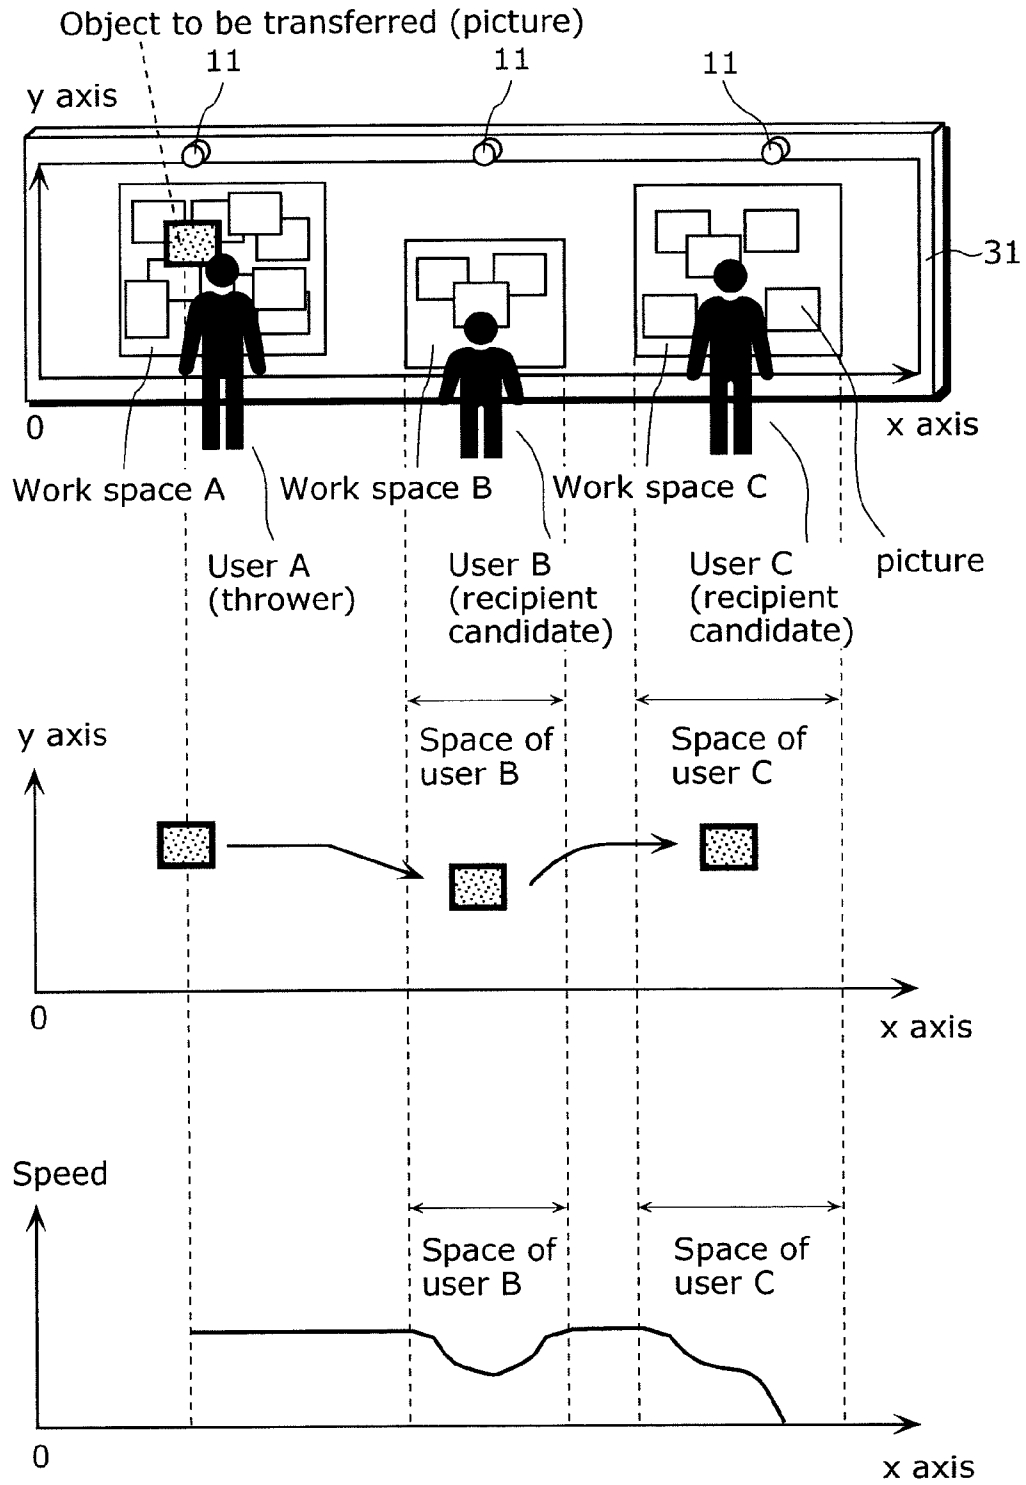 Object to be transferred (picture)
11
11
11
y axis
31
0
x axis
Work space A
Work space B
Work space C
User A
(thrower)
User B
(recipient
candidate)
User C
(recipient
candidate)
picture
y axis
Space of
user B
Space of
user C
0
x axis
Speed
Space of
user B
Space of
user C
0
x axis